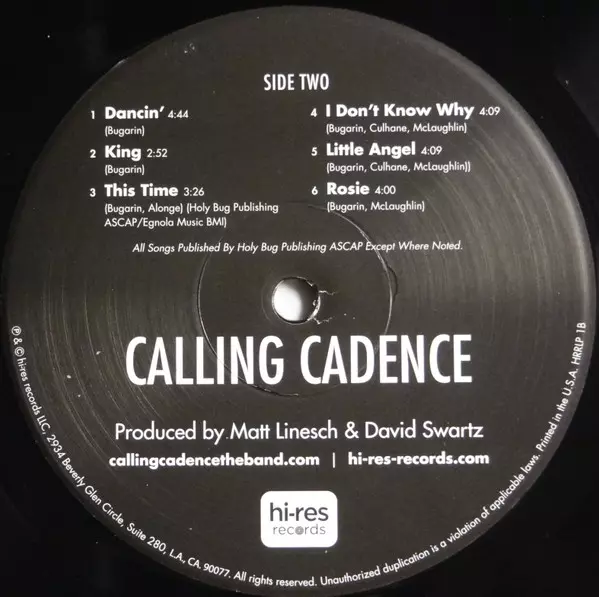 SIDE TWO
1 Dancin' 4:44
(Bugarin)
2 King 2:52
(Bugarin)
3 This Time 3:26
(Bugarin, Alonge) (Holy Bug Publishing
ASCAP/Egnola Music BMI)
4 I Don't Know Why 4:09
(Bugarin, Culhane, McLaughlin)
5 Little Angel 4:09
(Bugarin, Culhane, McLaughlin))
6 Rosie 4:00
(Bugarin, McLaughlin)
All Songs Published By Holy Bug Publishing ASCAP Except Where Noted.
CALLING CADENCE
Produced by Matt Linesch & David Swartz
callingcadencetheband.com | hi-res-records.com
hi-res
records
℗ & © hi-res records LLC, 2934 Beverly Glen Circle, Suite 280, L.A., CA. 90077. All rights reserved. Unauthorized duplication is a violation of applicable laws. Printed in the U.S.A. HRRLP 1B